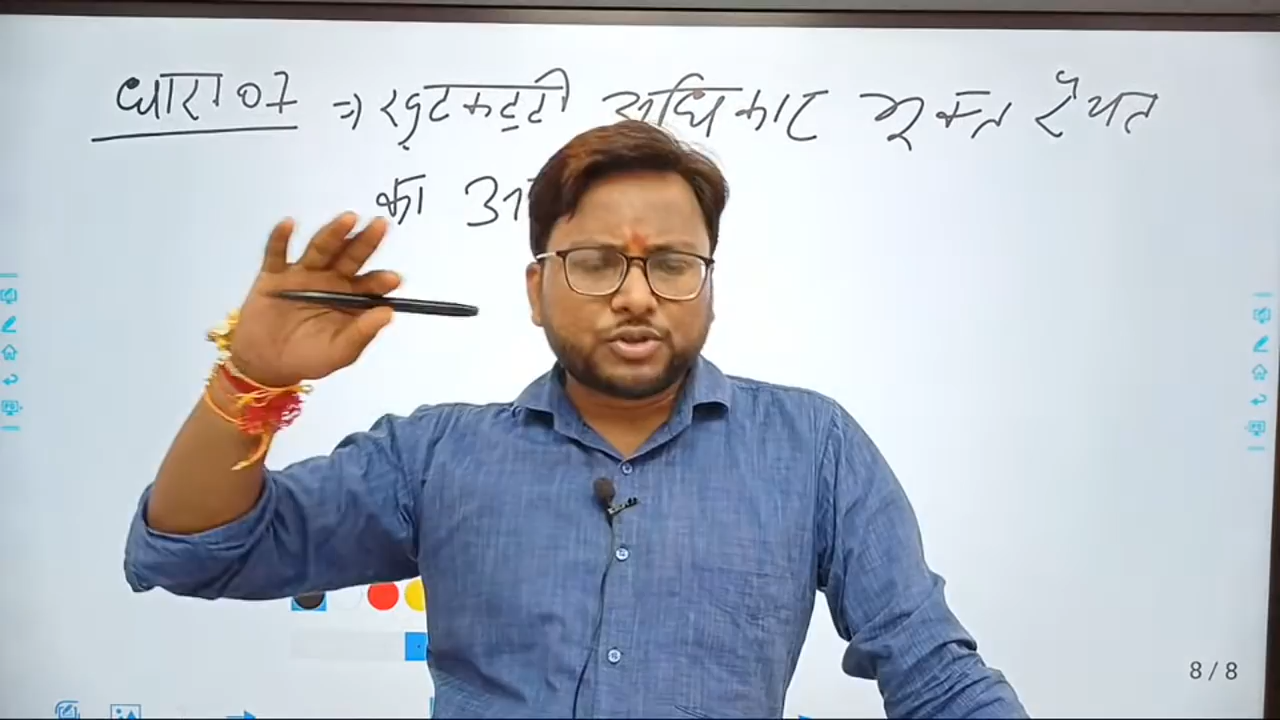 धारा 07 ⇒ खुटकट्टी अधिकार युक्त रैयत
का
8 / 8